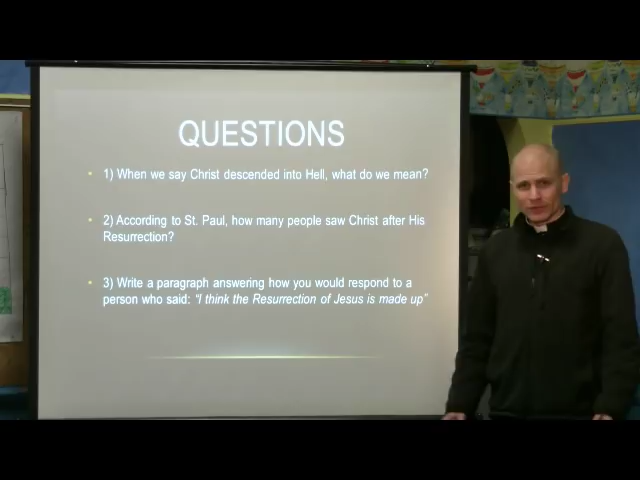 QUESTIONS
• 1) When we say Christ descended into Hell, what do we mean?
• 2) According to St. Paul, how many people saw Christ after His
Resurrection?
• 3) Write a paragraph answering how you would respond to a
person who said: "I think the Resurrection of Jesus is made up"